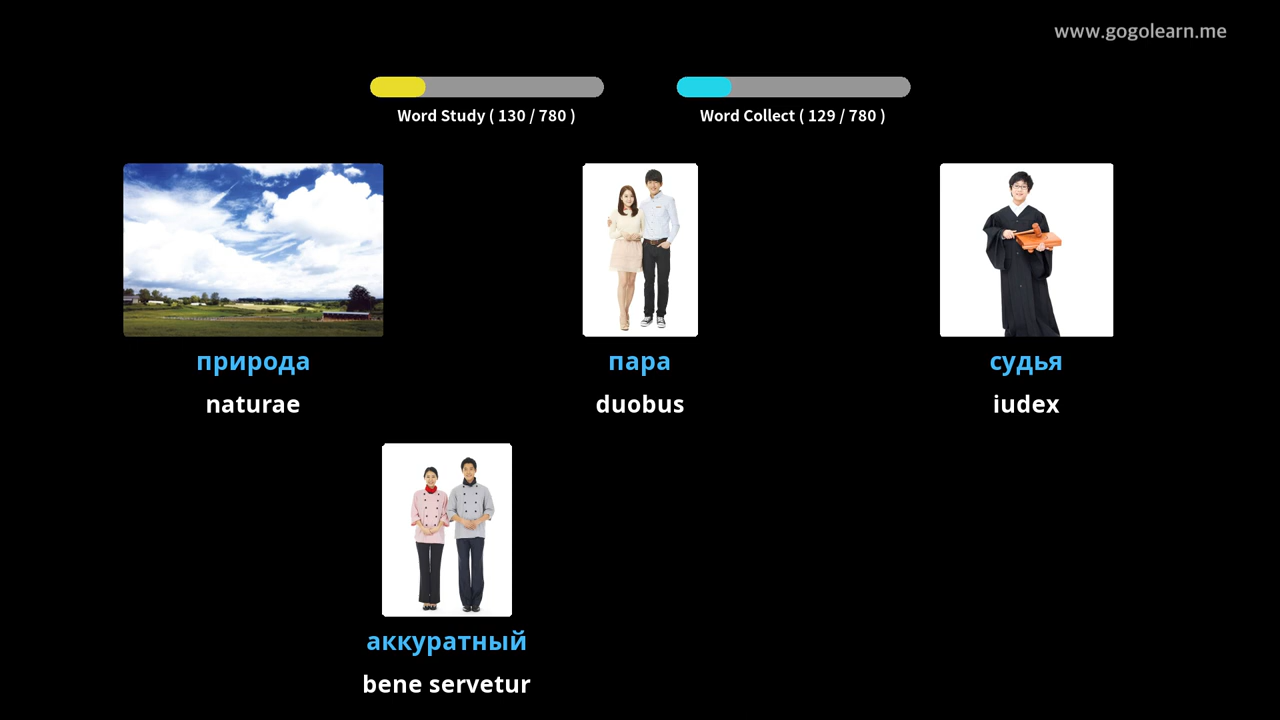 www.gogolearn.me
Word Study ( 130 / 780 )
Word Collect ( 129 / 780 )
природа
naturae
пара
duobus
судья
iudex
аккуратный
bene servetur